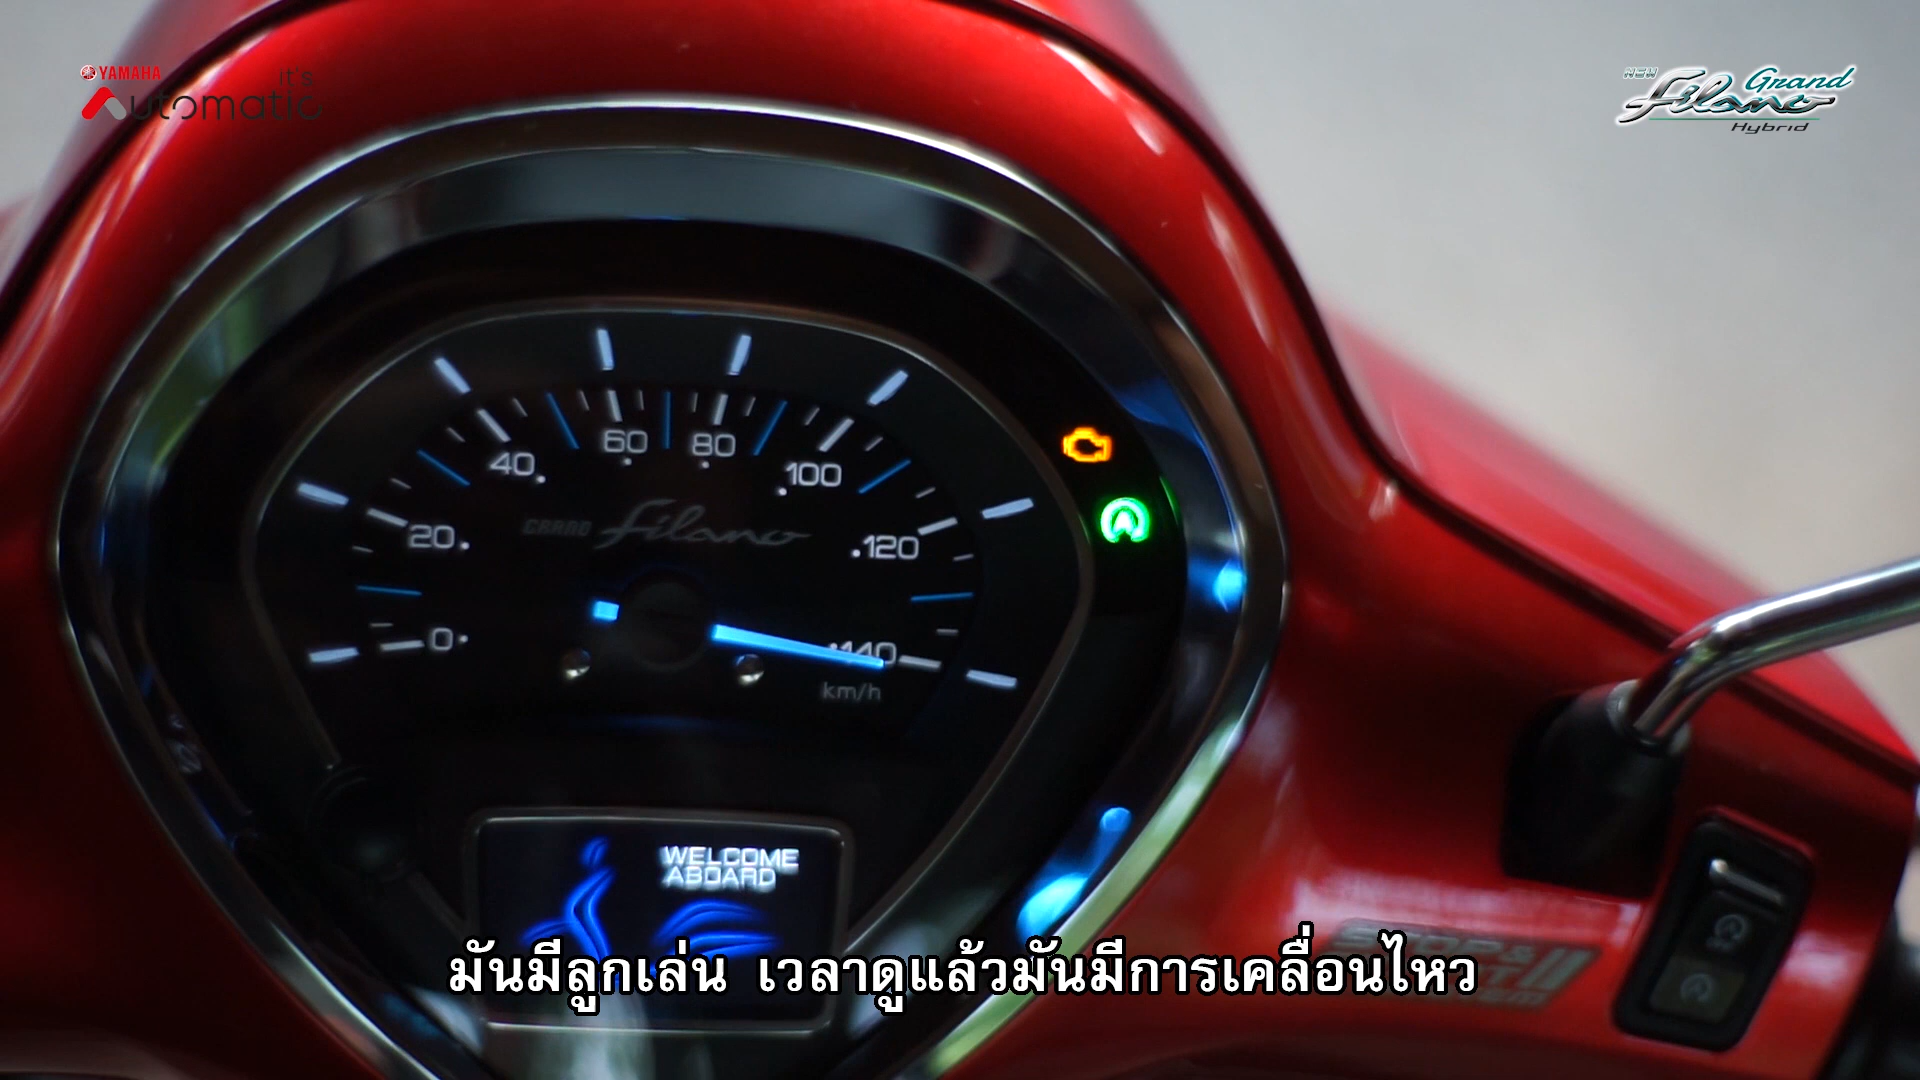 YAMAHA
it's
Automatic
NEW
Grand
Filano
Hybrid
60
80
40
100
20
120
GRAND Filano
0
140
km/h
WELCOME
ABOARD
มันมีลูกเล่น เวลาดูแล้วมันมีการเคลื่อนไหว